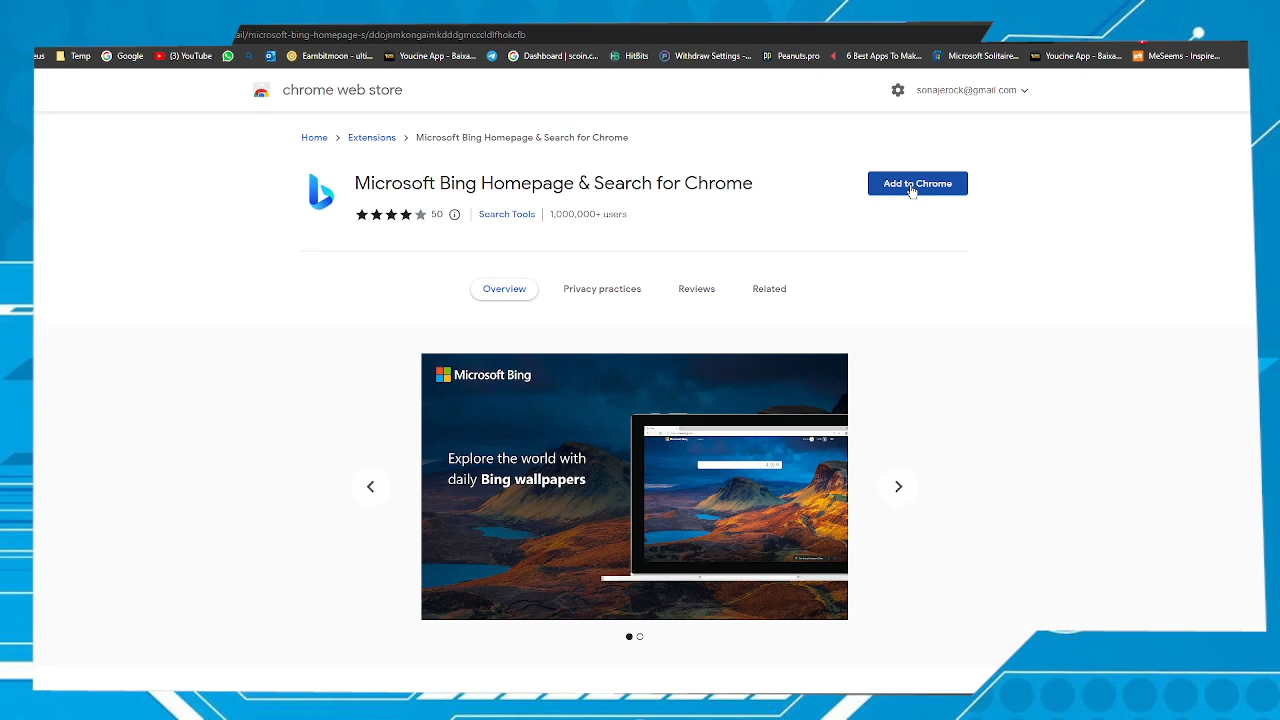 ail/microsoft-bing-homepage-s/ddojnmkongaimkdddgmcccldlfhokcfb
eus Temp Google (3) YouTube Earnbitmoon - ulti... Youcine App - Baixa... Dashboard | scoin.c... HitBits Withdraw Settings -... Peanuts.pro 6 Best Apps To Mak... Microsoft Solitaire... Youcine App - Baixa... MeSeems - Inspire...
chrome web store
sonajerock@gmail.com
Home > Extensions > Microsoft Bing Homepage & Search for Chrome
Microsoft Bing Homepage & Search for Chrome
Add to Chrome
50 Search Tools 1,000,000+ users
Overview Privacy practices Reviews Related
Microsoft Bing
Explore the world with
daily Bing wallpapers